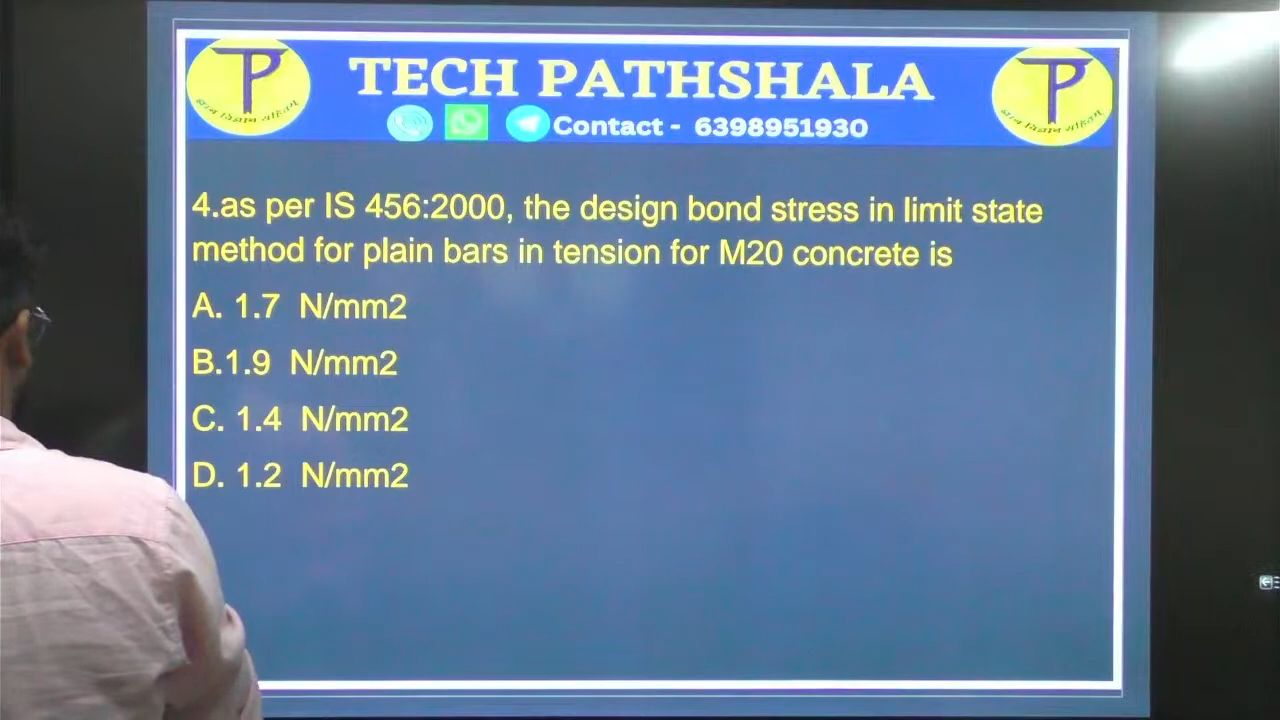 TECH PATHSHALA
Contact - 6398951930
4.as per IS 456:2000, the design bond stress in limit state
method for plain bars in tension for M20 concrete is
A. 1.7 N/mm2
B.1.9 N/mm2
C. 1.4 N/mm2
D. 1.2 N/mm2